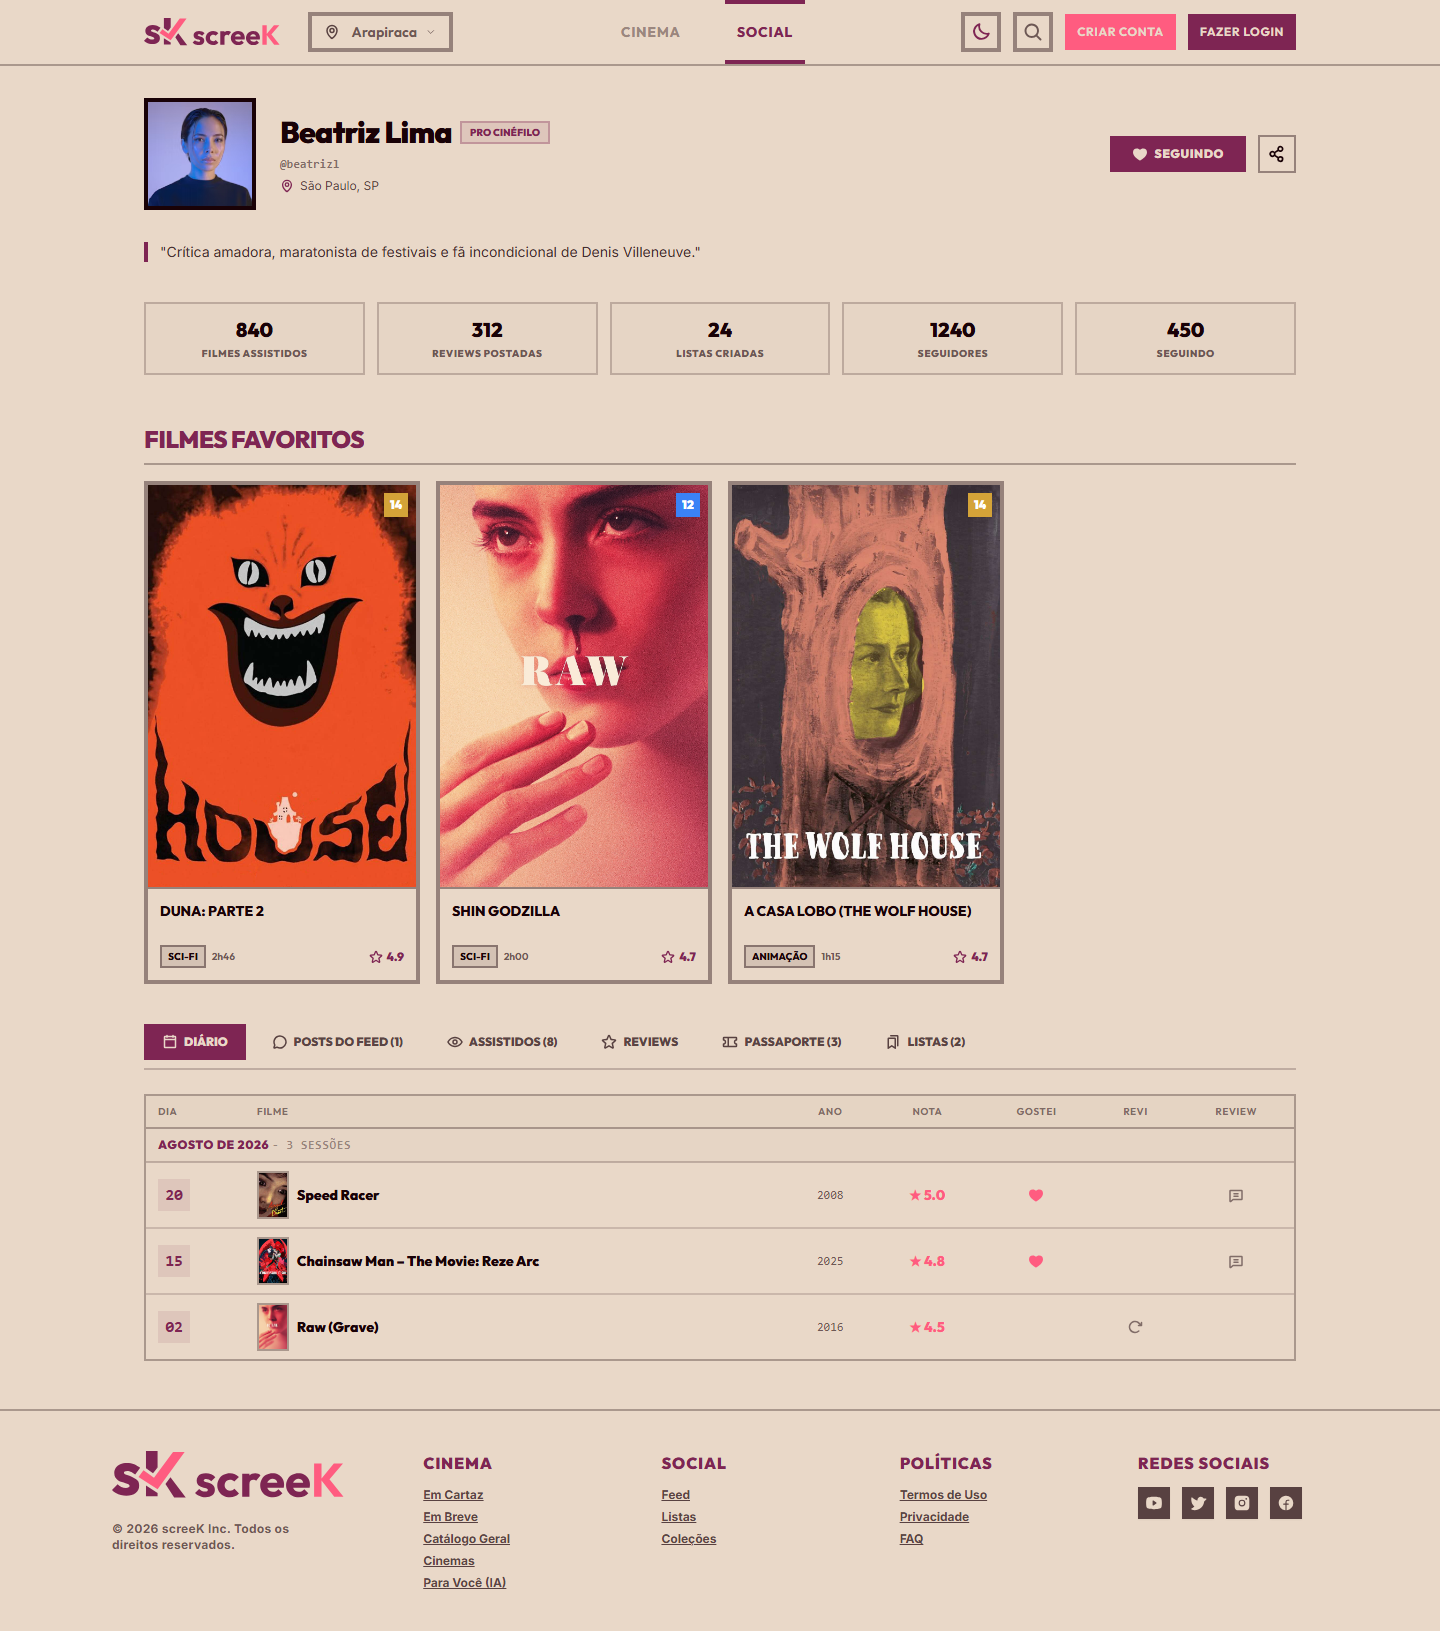 sK screeK
Arapiraca
CINEMA
SOCIAL
CRIAR CONTA
FAZER LOGIN
Beatriz Lima
PRO CINÉFILO
@beatrizl
São Paulo, SP
SEGUINDO
"Crítica amadora, maratonista de festivais e fã incondicional de Denis Villeneuve."
840
FILMES ASSISTIDOS
312
REVIEWS POSTADAS
24
LISTAS CRIADAS
1240
SEGUIDORES
450
SEGUINDO
FILMES FAVORITOS
14
HOUSE
DUNA: PARTE 2
SCI-FI 2h46 4.9
12
RAW
SHIN GODZILLA
SCI-FI 2h00 4.7
14
THE WOLF HOUSE
A CASA LOBO (THE WOLF HOUSE)
ANIMAÇÃO 1h15 4.7
DIÁRIO
POSTS DO FEED (1)
ASSISTIDOS (8)
REVIEWS
PASSAPORTE (3)
LISTAS (2)
DIA FILME ANO NOTA GOSTEI REVI REVIEW
AGOSTO DE 2026 - 3 SESSÕES
20 Speed Racer 2008 ★ 5.0
15 Chainsaw Man – The Movie: Reze Arc 2025 ★ 4.8
02 Raw (Grave) 2016 ★ 4.5
sK screeK
© 2026 screeK Inc. Todos os
direitos reservados.
CINEMA
Em Cartaz
Em Breve
Catálogo Geral
Cinemas
Para Você (IA)
SOCIAL
Feed
Listas
Coleções
POLÍTICAS
Termos de Uso
Privacidade
FAQ
REDES SOCIAIS